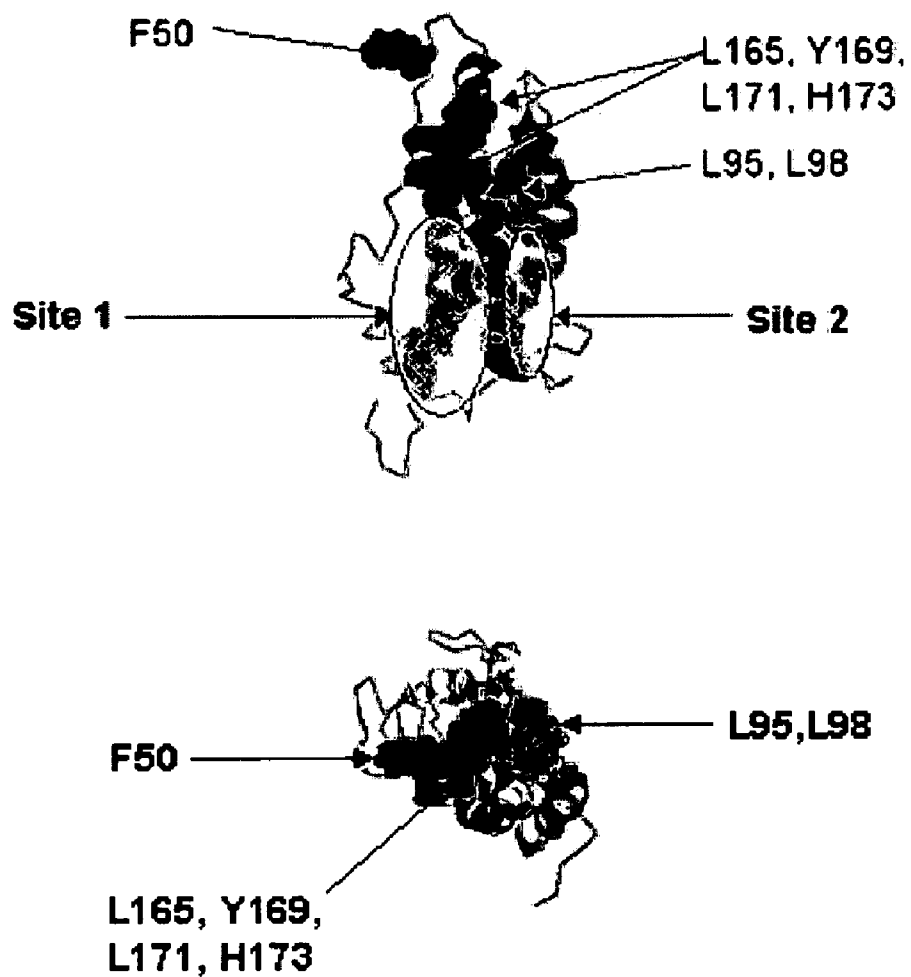 F50
L165, Y169,
L171, H173
L95, L98
Site 1
Site 2
L95,L98
F50
L165, Y169,
L171, H173